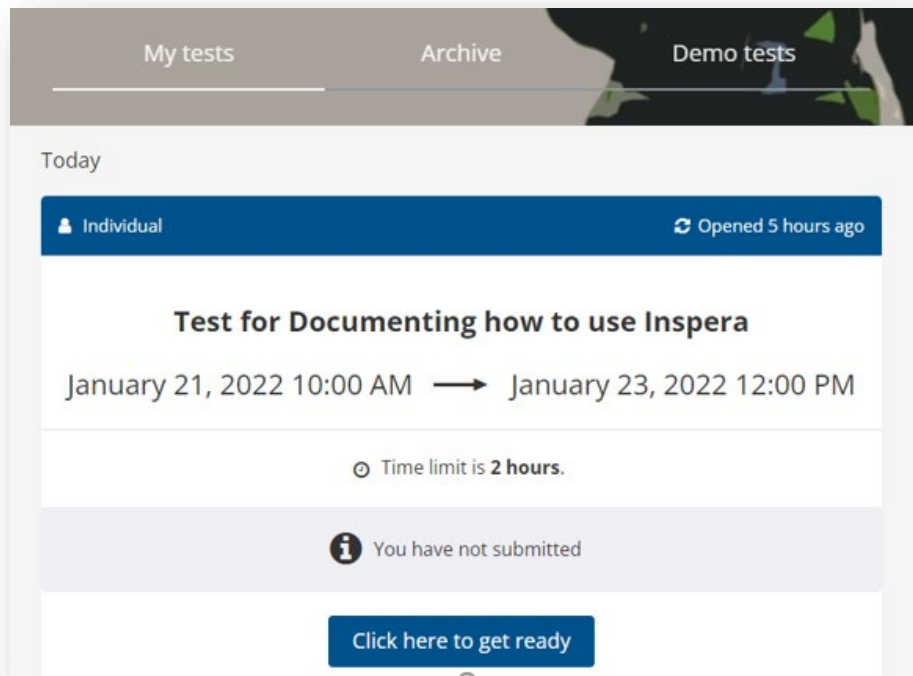 My tests Archive Demo tests
Today
Individual Opened 5 hours ago
Test for Documenting how to use Inspera
January 21, 2022 10:00 AM → January 23, 2022 12:00 PM
Time limit is 2 hours.
You have not submitted
Click here to get ready